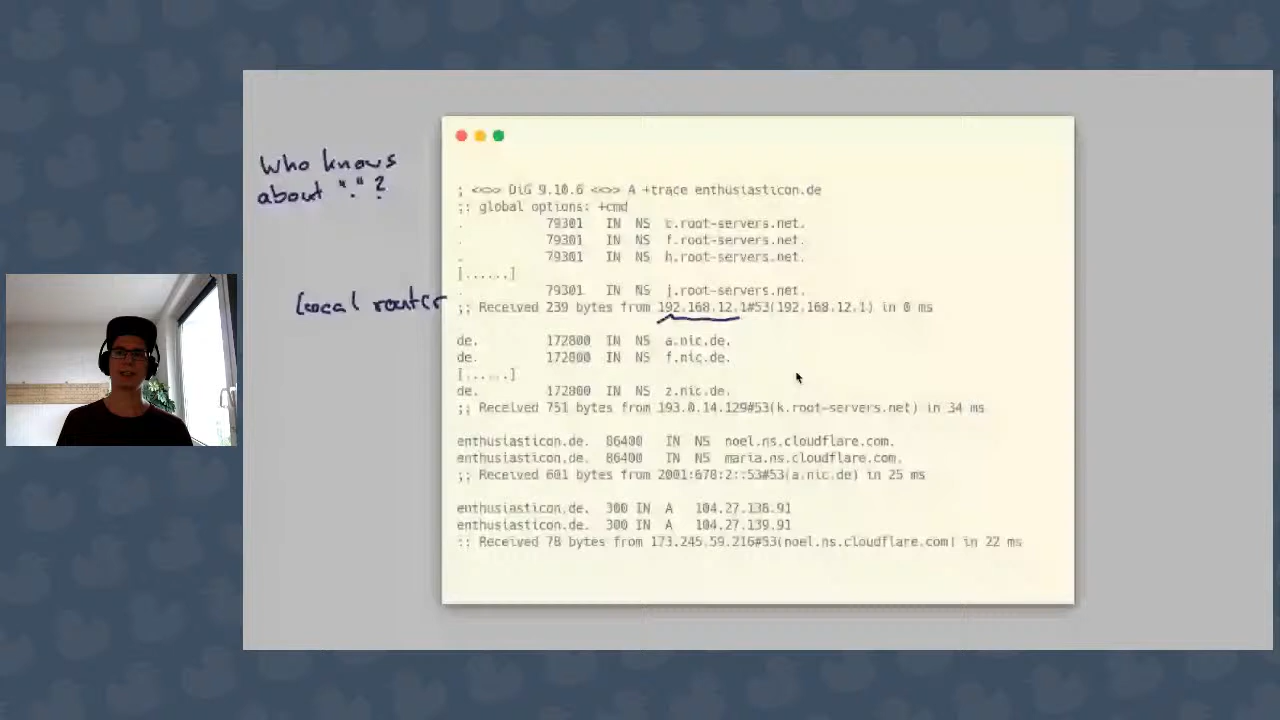 Who knows
about "." ?
; <<>> DiG 9.10.6 <<>> A +trace enthusiasticon.de
;; global options: +cmd
. 79301 IN NS c.root-servers.net.
. 79301 IN NS f.root-servers.net.
. 79301 IN NS h.root-servers.net.
[......]
. 79301 IN NS j.root-servers.net.
local router
;; Received 239 bytes from 192.168.12.1#53(192.168.12.1) in 0 ms
de. 172800 IN NS a.nic.de.
de. 172800 IN NS f.nic.de.
[......]
de. 172800 IN NS z.nic.de.
;; Received 751 bytes from 193.0.14.129#53(k.root-servers.net) in 34 ms
enthusiasticon.de. 86400 IN NS noel.ns.cloudflare.com.
enthusiasticon.de. 86400 IN NS maria.ns.cloudflare.com.
;; Received 601 bytes from 2001:678:2::53#53(a.nic.de) in 25 ms
enthusiasticon.de. 300 IN A 104.27.138.91
enthusiasticon.de. 300 IN A 104.27.139.91
;; Received 78 bytes from 173.245.59.216#53(noel.ns.cloudflare.com) in 22 ms